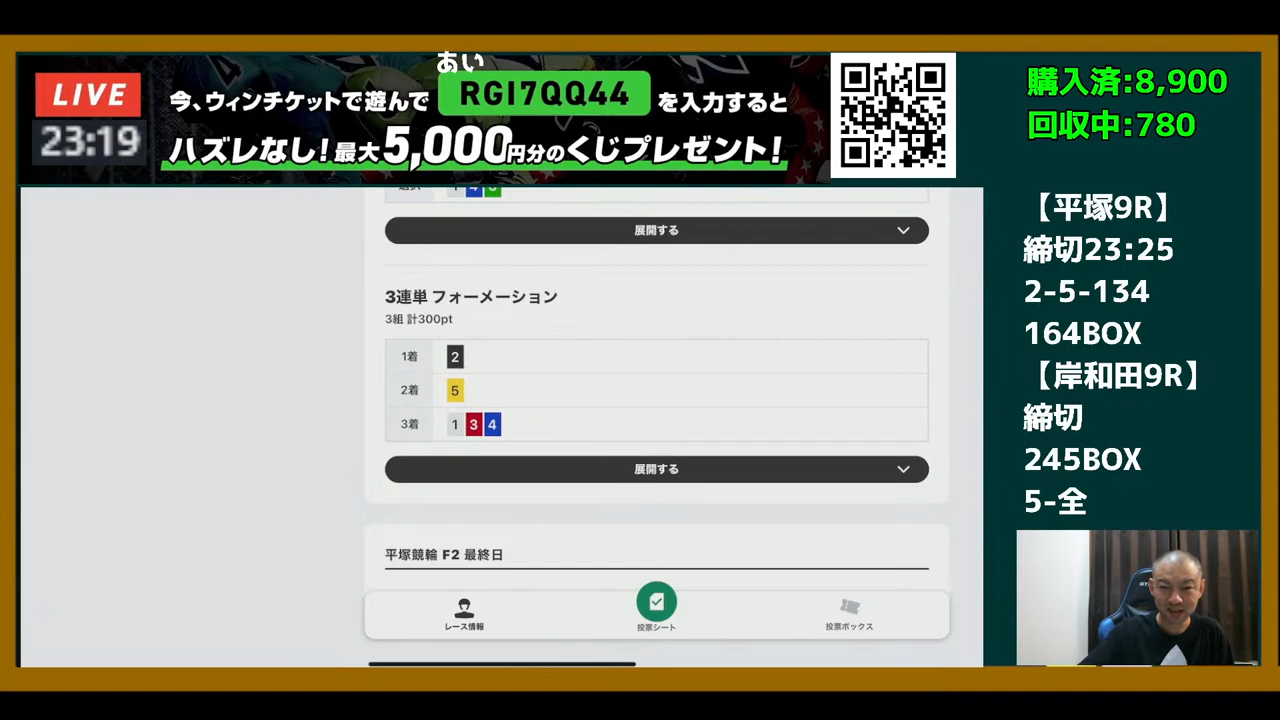 あい
LIVE
23:19
今、ウィンチケットで遊んで RGI7QQ44 を入力すると
ハズレなし!最大5,000円分のくじプレゼント!
購入済:8,900
回収中:780
展開する
3連単 フォーメーション
3組 計300pt
1着 2
2着 5
3着 1 3 4
展開する
平塚競輪 F2 最終日
レース情報
投票シート
投票ボックス
【平塚9R】
締切23:25
2-5-134
164BOX
【岸和田9R】
締切
245BOX
5-全